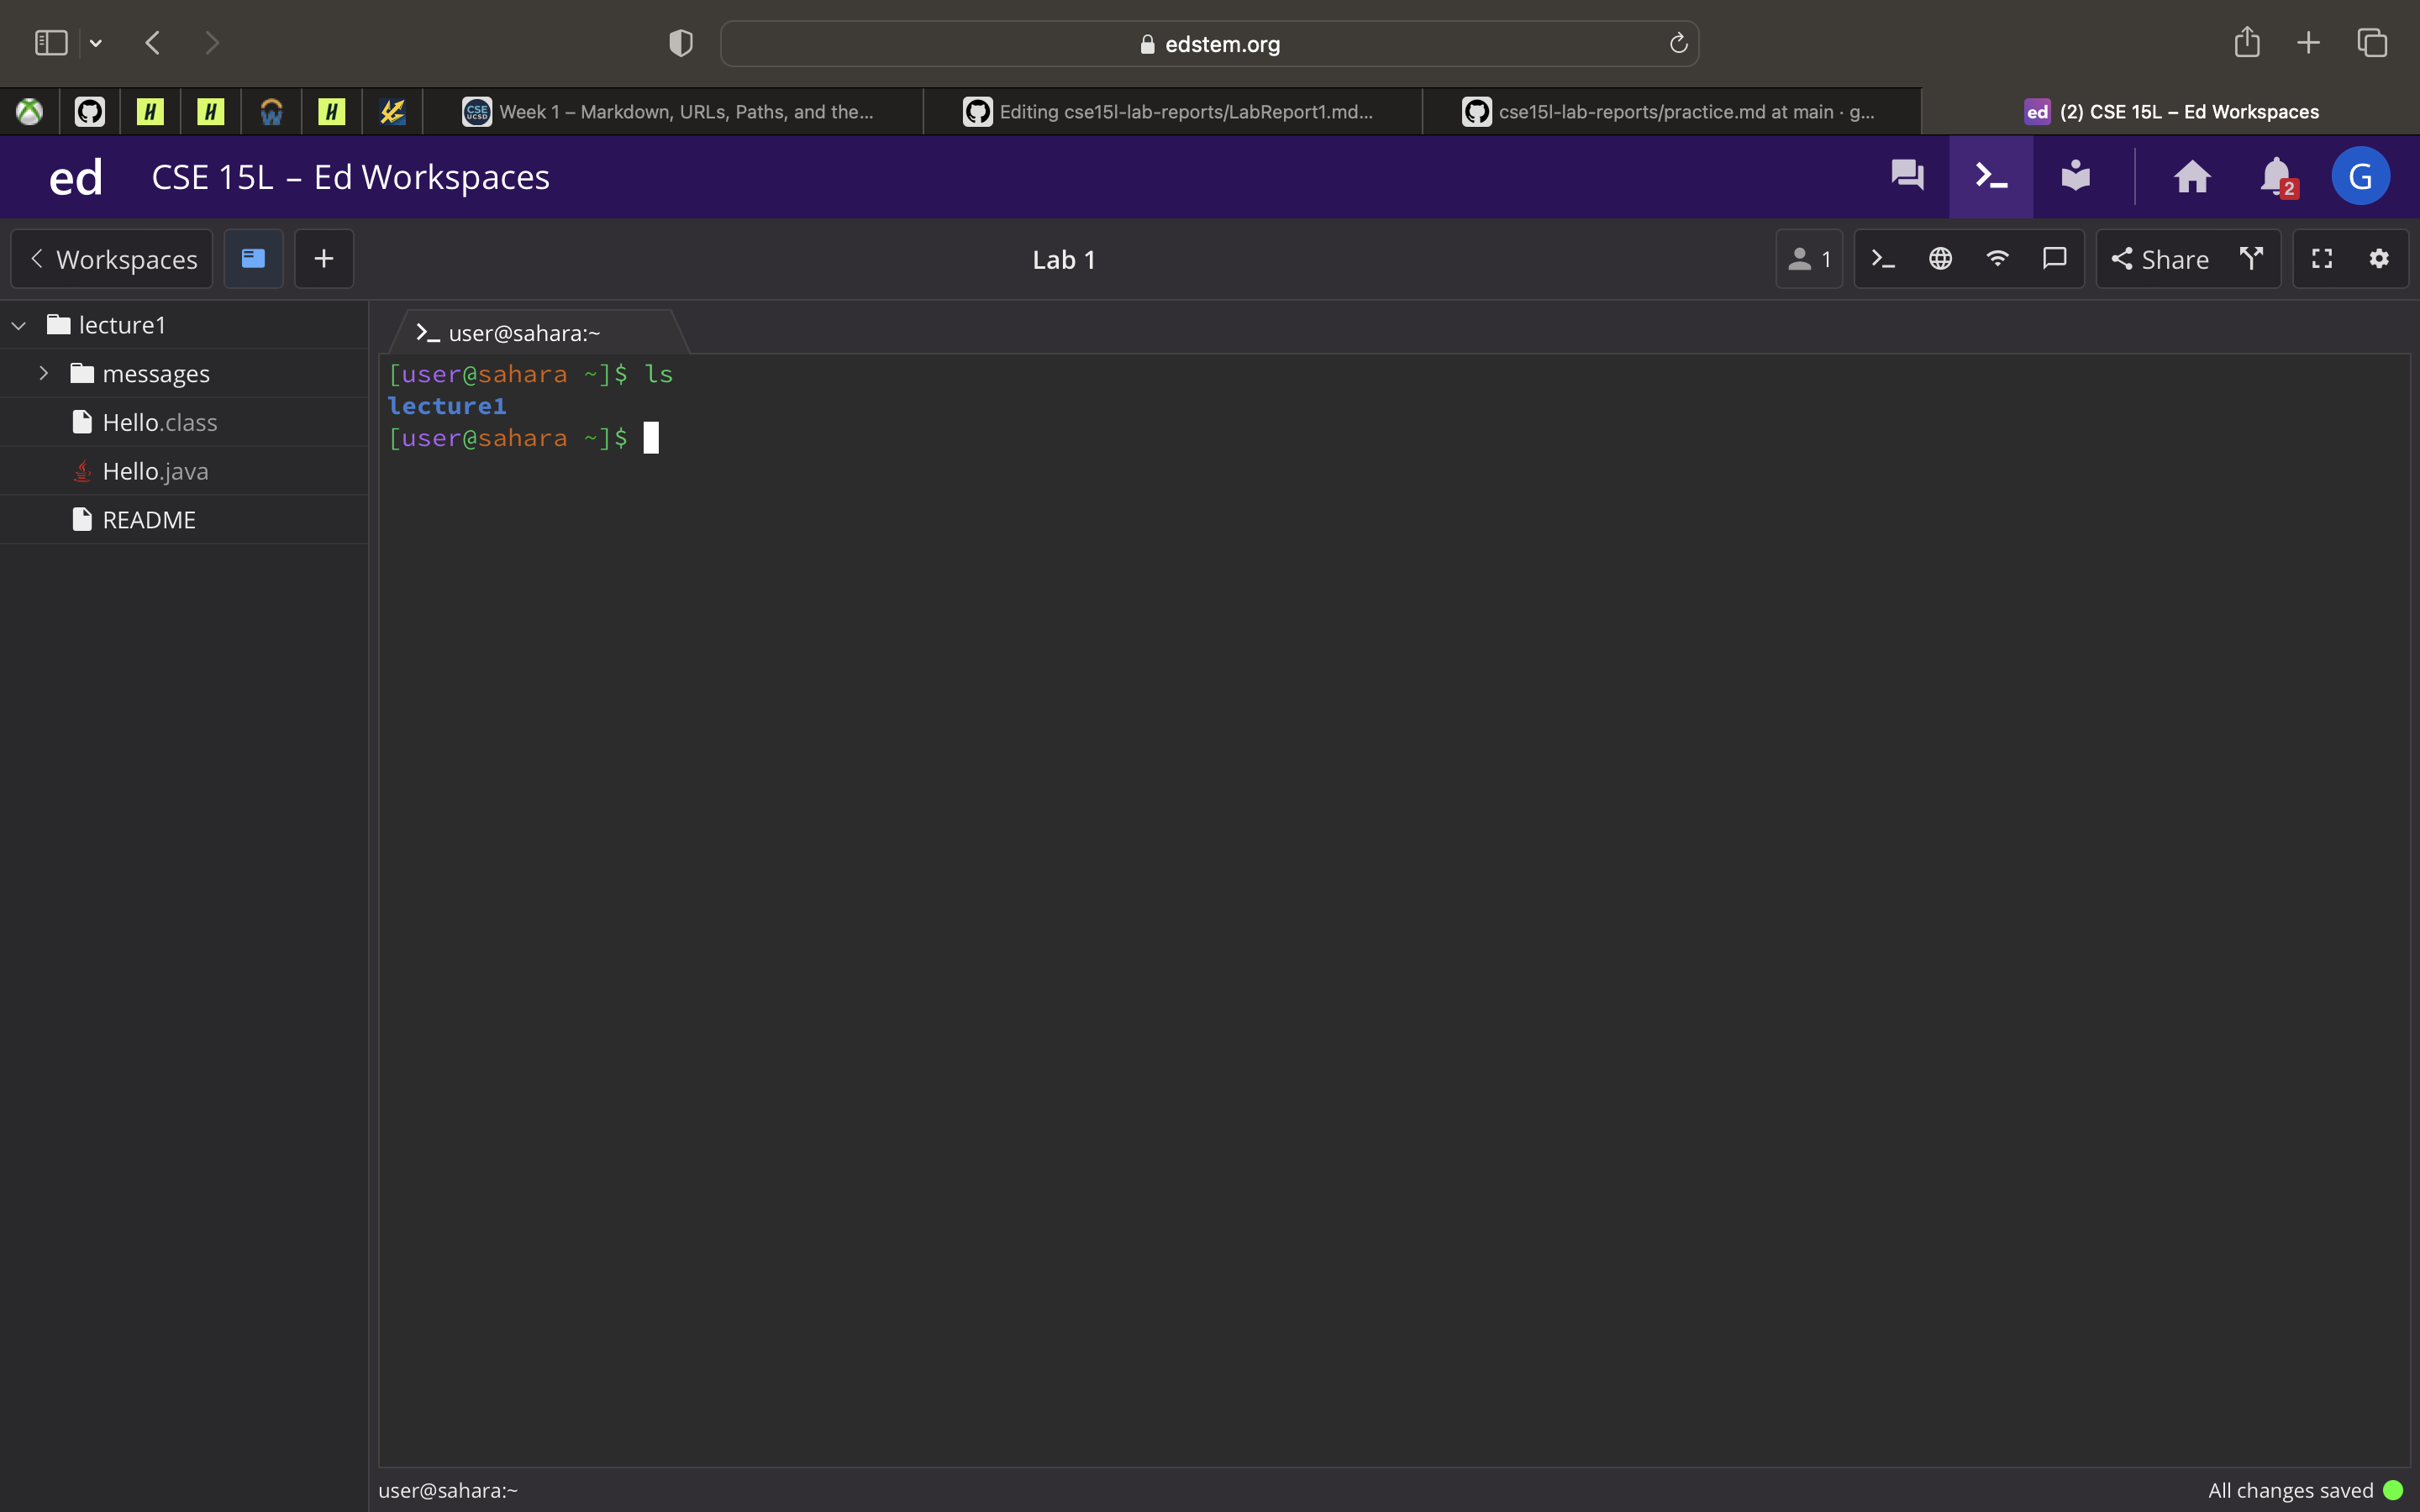 edstem.org
CSE UCSD Week 1 – Markdown, URLs, Paths, and the...
Editing cse15l-lab-reports/LabReport1.md...
cse15l-lab-reports/practice.md at main · g...
ed (2) CSE 15L – Ed Workspaces
H
H
W
H
ed CSE 15L – Ed Workspaces
2
G
Workspaces
+
Lab 1
1
Share
lecture1
messages
Hello.class
Hello.java
README
>_ user@sahara:~
[user@sahara ~]$ ls
lecture1
[user@sahara ~]$
user@sahara:~
All changes saved